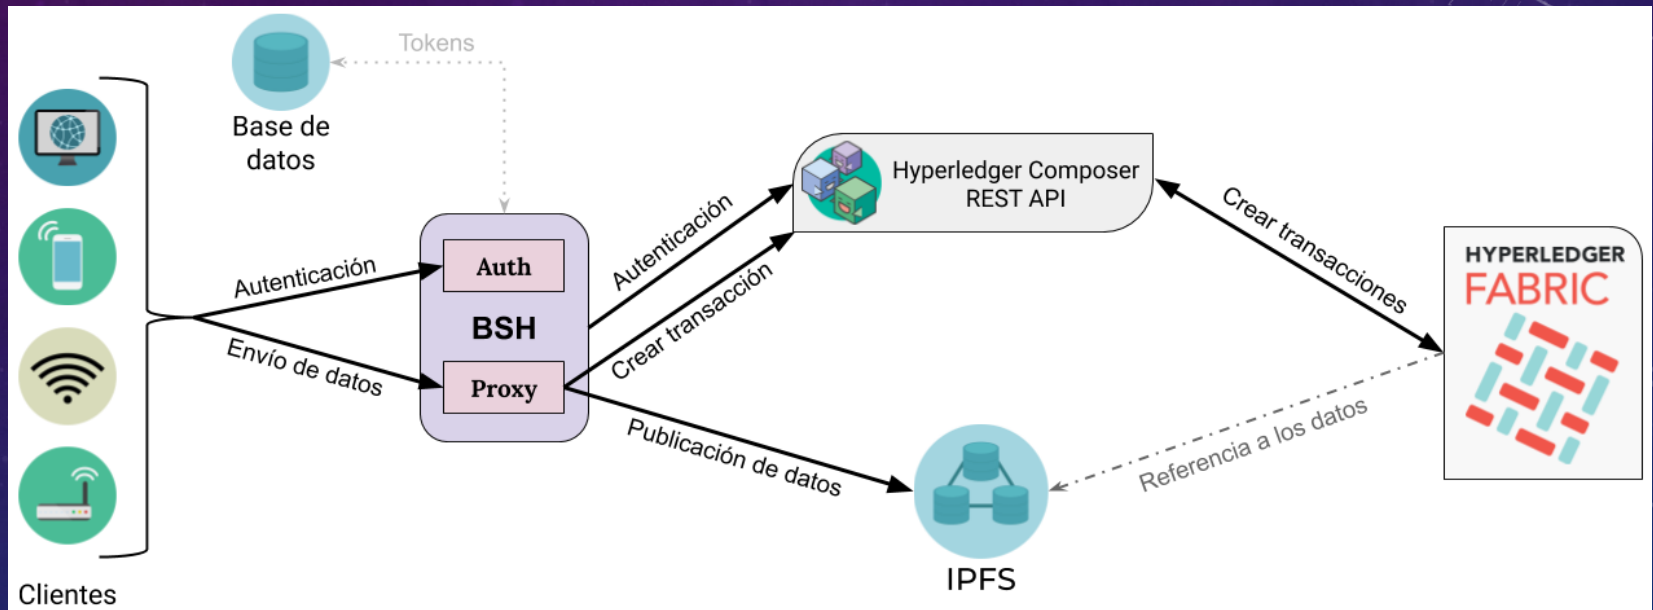 Tokens
Base de
datos
Clientes
Autenticación
Envío de datos
Auth
BSH
Proxy
Autenticación
Crear transacción
Publicación de datos
Hyperledger Composer
REST API
IPFS
Crear transacciones
Referencia a los datos
HYPERLEDGER
FABRIC